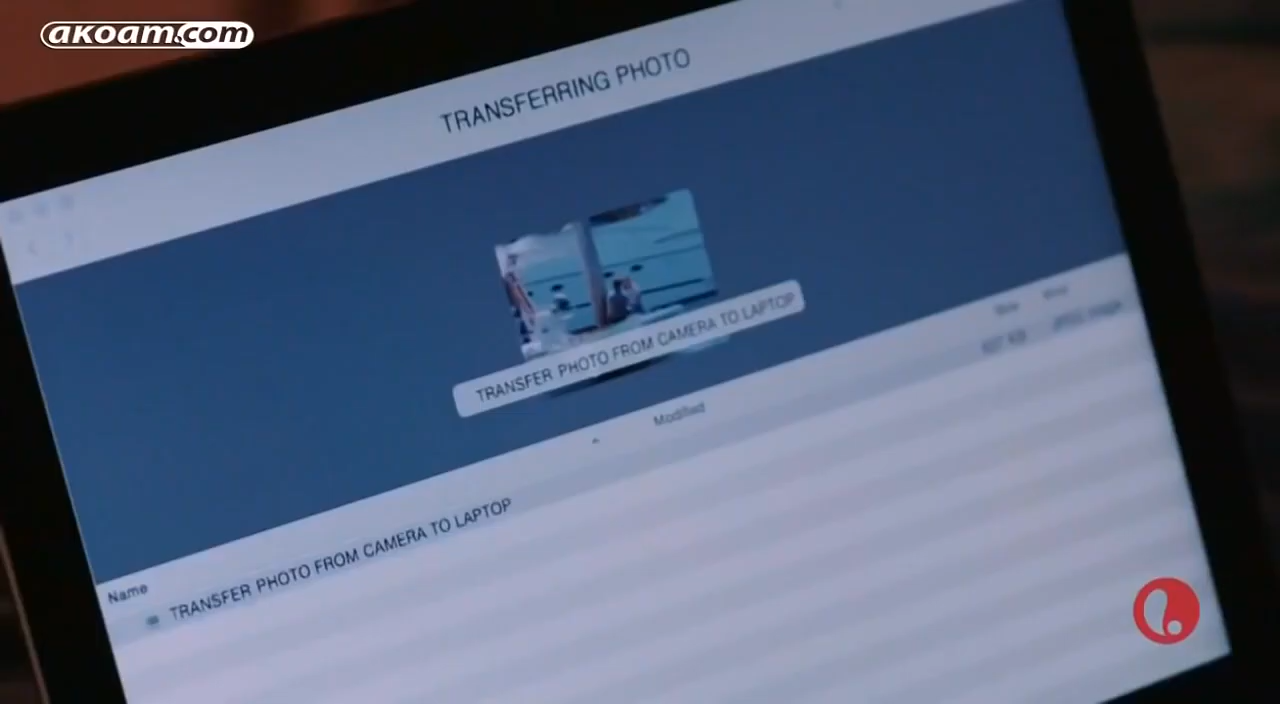 akoam.com
TRANSFERRING PHOTO
TRANSFER PHOTO FROM CAMERA TO LAPTOP
Modified
Name
TRANSFER PHOTO FROM CAMERA TO LAPTOP